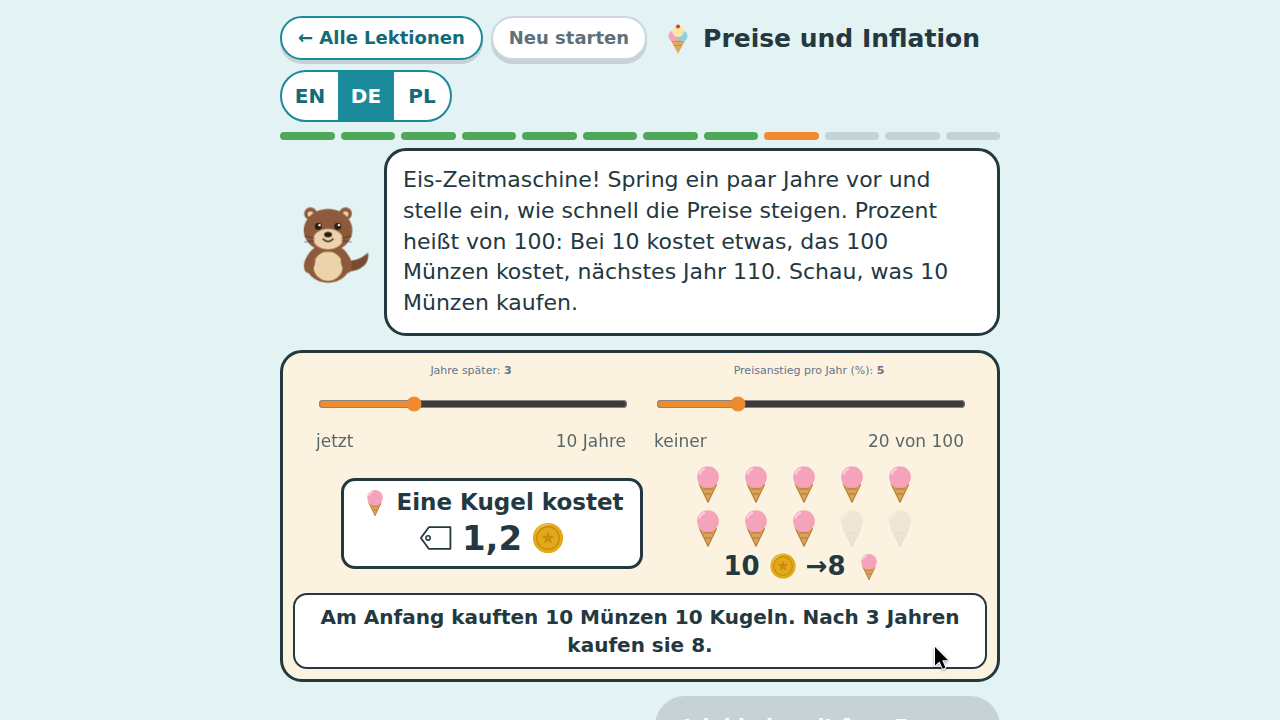 ← Alle Lektionen
Neu starten
Preise und Inflation
EN DE PL
Eis-Zeitmaschine! Spring ein paar Jahre vor und
stelle ein, wie schnell die Preise steigen. Prozent
heißt von 100: Bei 10 kostet etwas, das 100
Münzen kostet, nächstes Jahr 110. Schau, was 10
Münzen kaufen.
Jahre später: 3
Preisanstieg pro Jahr (%): 5
jetzt
10 Jahre
keiner
20 von 100
Eine Kugel kostet
1,2
10 →8
Am Anfang kauften 10 Münzen 10 Kugeln. Nach 3 Jahren
kaufen sie 8.